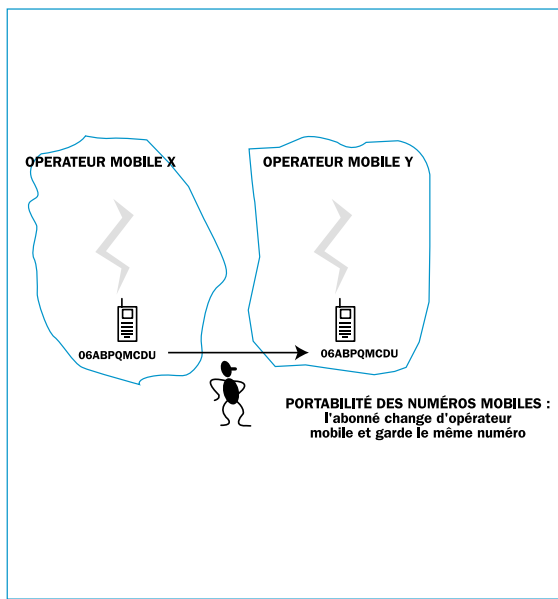 OPERATEUR MOBILE X
OPERATEUR MOBILE Y
06ABPQMCDU
06ABPQMCDU
PORTABILITÉ DES NUMÉROS MOBILES :
l'abonné change d'opérateur
mobile et garde le même numéro